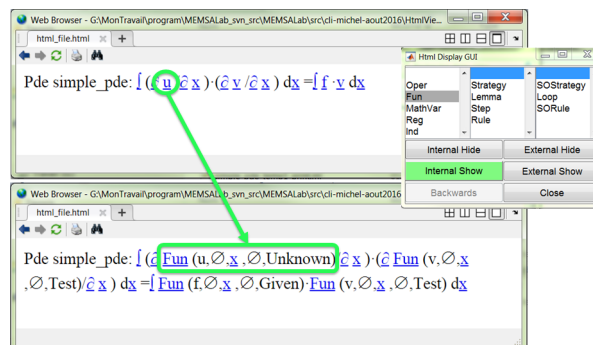 Web Browser - G:\MonTravail\program\MEMSALab_svn_src\MEMSALab\src\cli-michel-aout2016\HtmlVie...
html_file.html
Pde simple_pde: ∫ (∂ u /∂ x )·(∂ v /∂ x ) dx =∫ f ·v dx
Html Display GUI
Oper
Fun
MathVar
Reg
Ind
Strategy
Lemma
Step
Rule
SOStrategy
Loop
SORule
Internal Hide
External Hide
Internal Show
External Show
Backwards
Close
Web Browser - G:\MonTravail\program\MEMSALab_svn_src\MEMSALab\src\cli-michel-aout2016
html_file.html
Pde simple_pde: ∫ (∂ Fun (u,∅,x ,∅,Unknown)/∂ x )·(∂ Fun (v,∅,x
,∅,Test)/∂ x ) dx =∫ Fun (f,∅,x ,∅,Given)·Fun (v,∅,x ,∅,Test) dx